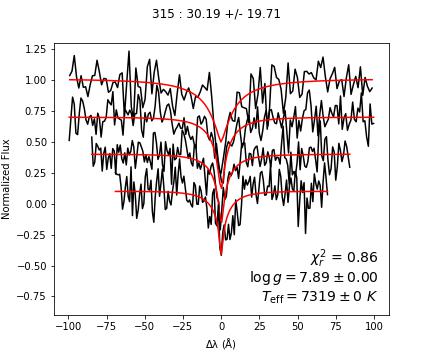 315 : 30.19 +/- 19.71
Normalized Flux
1.25
1.00
0.75
0.50
0.25
0.00
−0.25
−0.50
−0.75
χ²ᵣ = 0.86
log g = 7.89 ± 0.00
T_eff = 7319 ± 0 K
−100 −75 −50 −25 0 25 50 75 100
Δλ (Å)